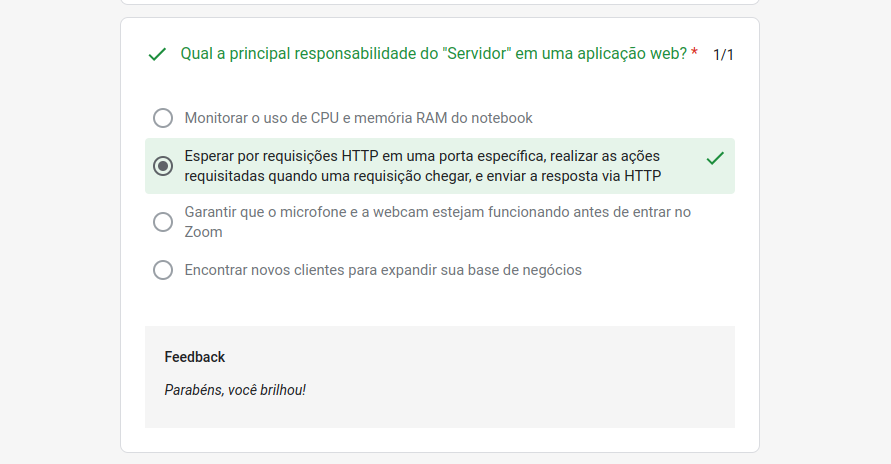 Qual a principal responsabilidade do "Servidor" em uma aplicação web? * 1/1
Monitorar o uso de CPU e memória RAM do notebook
Esperar por requisições HTTP em uma porta específica, realizar as ações
requisitadas quando uma requisição chegar, e enviar a resposta via HTTP
Garantir que o microfone e a webcam estejam funcionando antes de entrar no
Zoom
Encontrar novos clientes para expandir sua base de negócios
Feedback
Parabéns, você brilhou!